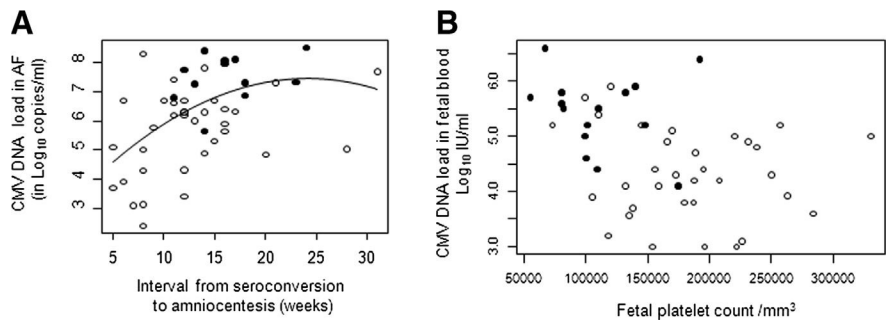 A
CMV DNA load in AF
(in Log10 copies/ml)
8
7
6
5
4
3
5 10 15 20 25 30
Interval from seroconversion
to amniocentesis (weeks)
B
CMV DNA load in fetal blood
Log10 IU/ml
6.0
5.0
4.0
3.0
50000 100000 150000 200000 250000 300000
Fetal platelet count /mm3